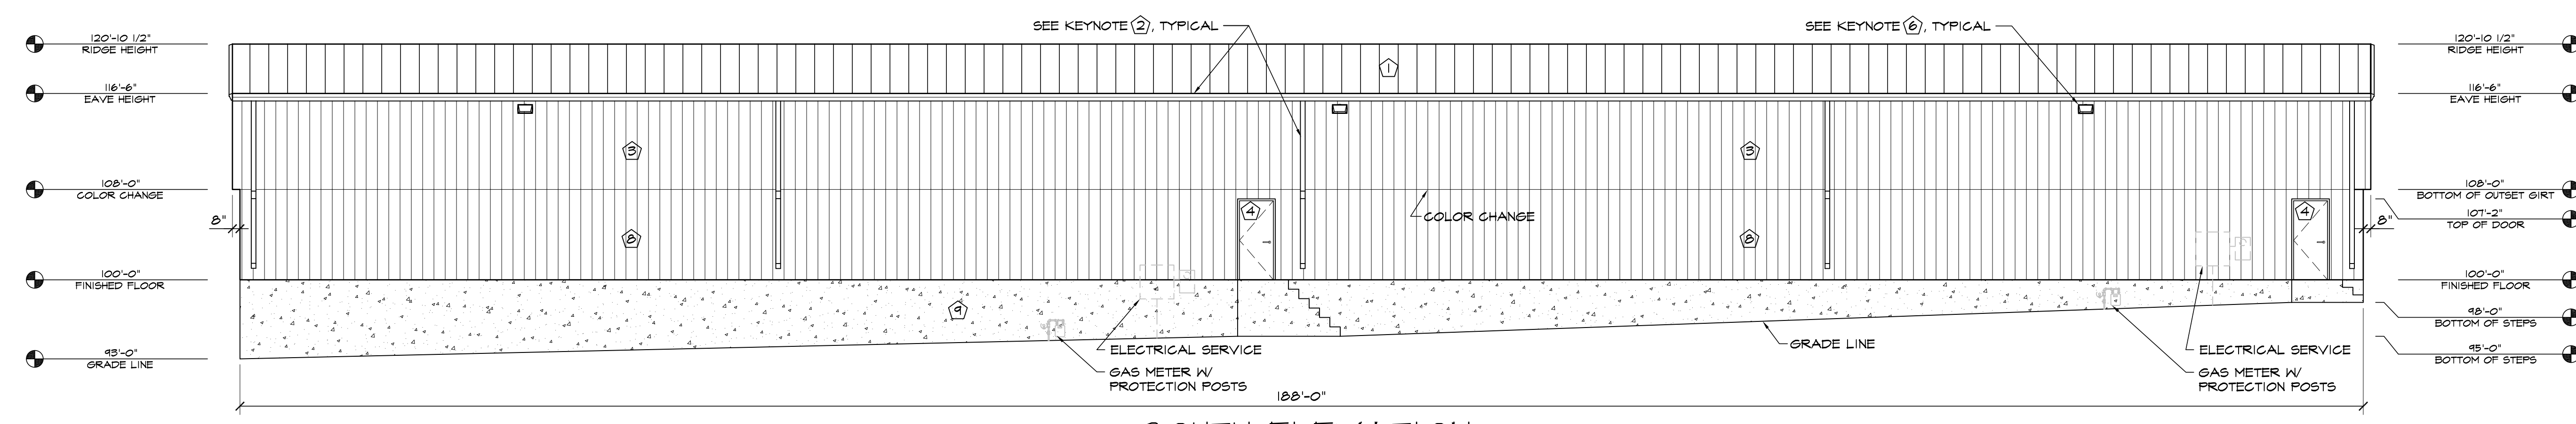 SEE KEYNOTE 2, TYPICAL
SEE KEYNOTE 6, TYPICAL
120'-10 1/2"
RIDGE HEIGHT
120'-10 1/2"
RIDGE HEIGHT
1
116'-6"
EAVE HEIGHT
116'-6"
EAVE HEIGHT
3
3
108'-0"
COLOR CHANGE
108'-0"
BOTTOM OF OUTSET GIRT
8"
4
COLOR CHANGE
4
8"
107'-2"
TOP OF DOOR
8
8
100'-0"
FINISHED FLOOR
100'-0"
FINISHED FLOOR
9
98'-0"
BOTTOM OF STEPS
93'-0"
GRADE LINE
ELECTRICAL SERVICE
GRADE LINE
ELECTRICAL SERVICE
95'-0"
BOTTOM OF STEPS
GAS METER W/
PROTECTION POSTS
GAS METER W/
PROTECTION POSTS
188'-0"